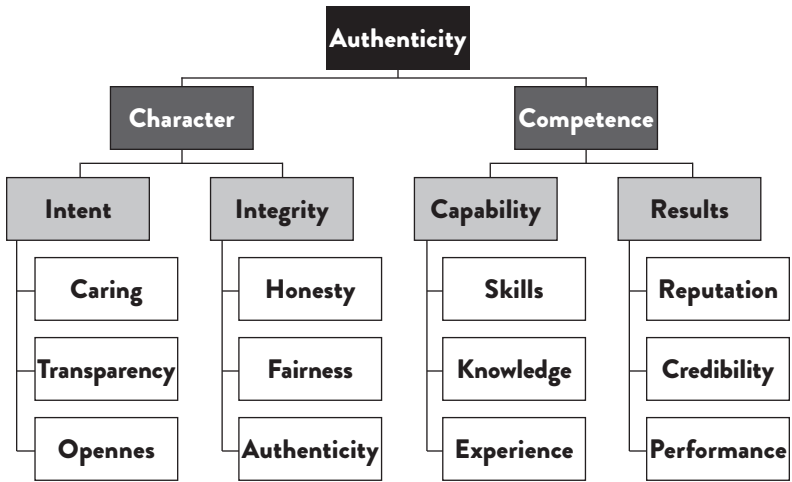 Authenticity
Character
Competence
Intent
Integrity
Capability
Results
Caring
Honesty
Skills
Reputation
Transparency
Fairness
Knowledge
Credibility
Opennes
Authenticity
Experience
Performance